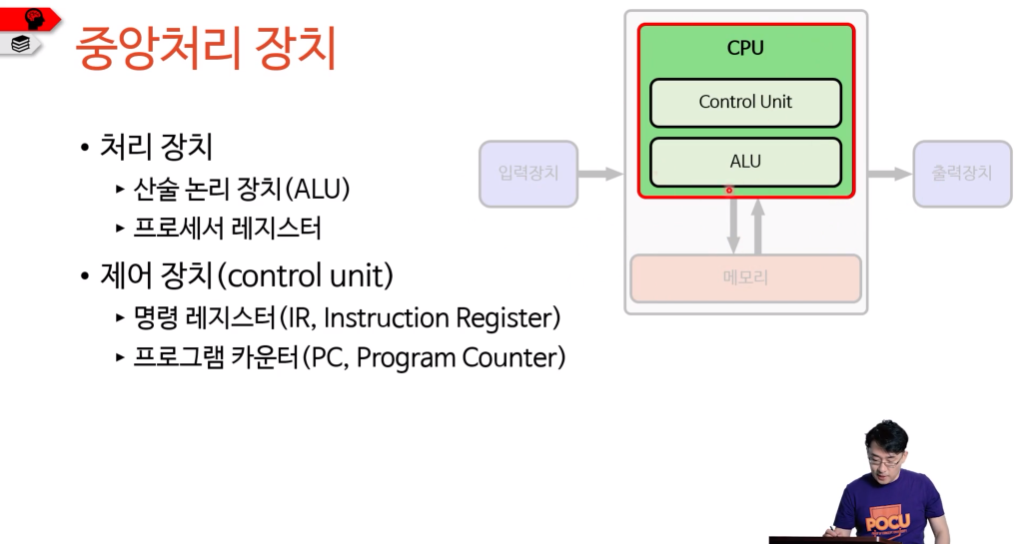 중앙처리 장치
• 처리 장치
▸ 산술 논리 장치(ALU)
▸ 프로세서 레지스터
• 제어 장치(control unit)
▸ 명령 레지스터(IR, Instruction Register)
▸ 프로그램 카운터(PC, Program Counter)
CPU
Control Unit
ALU
입력장치
출력장치
메모리
POCU